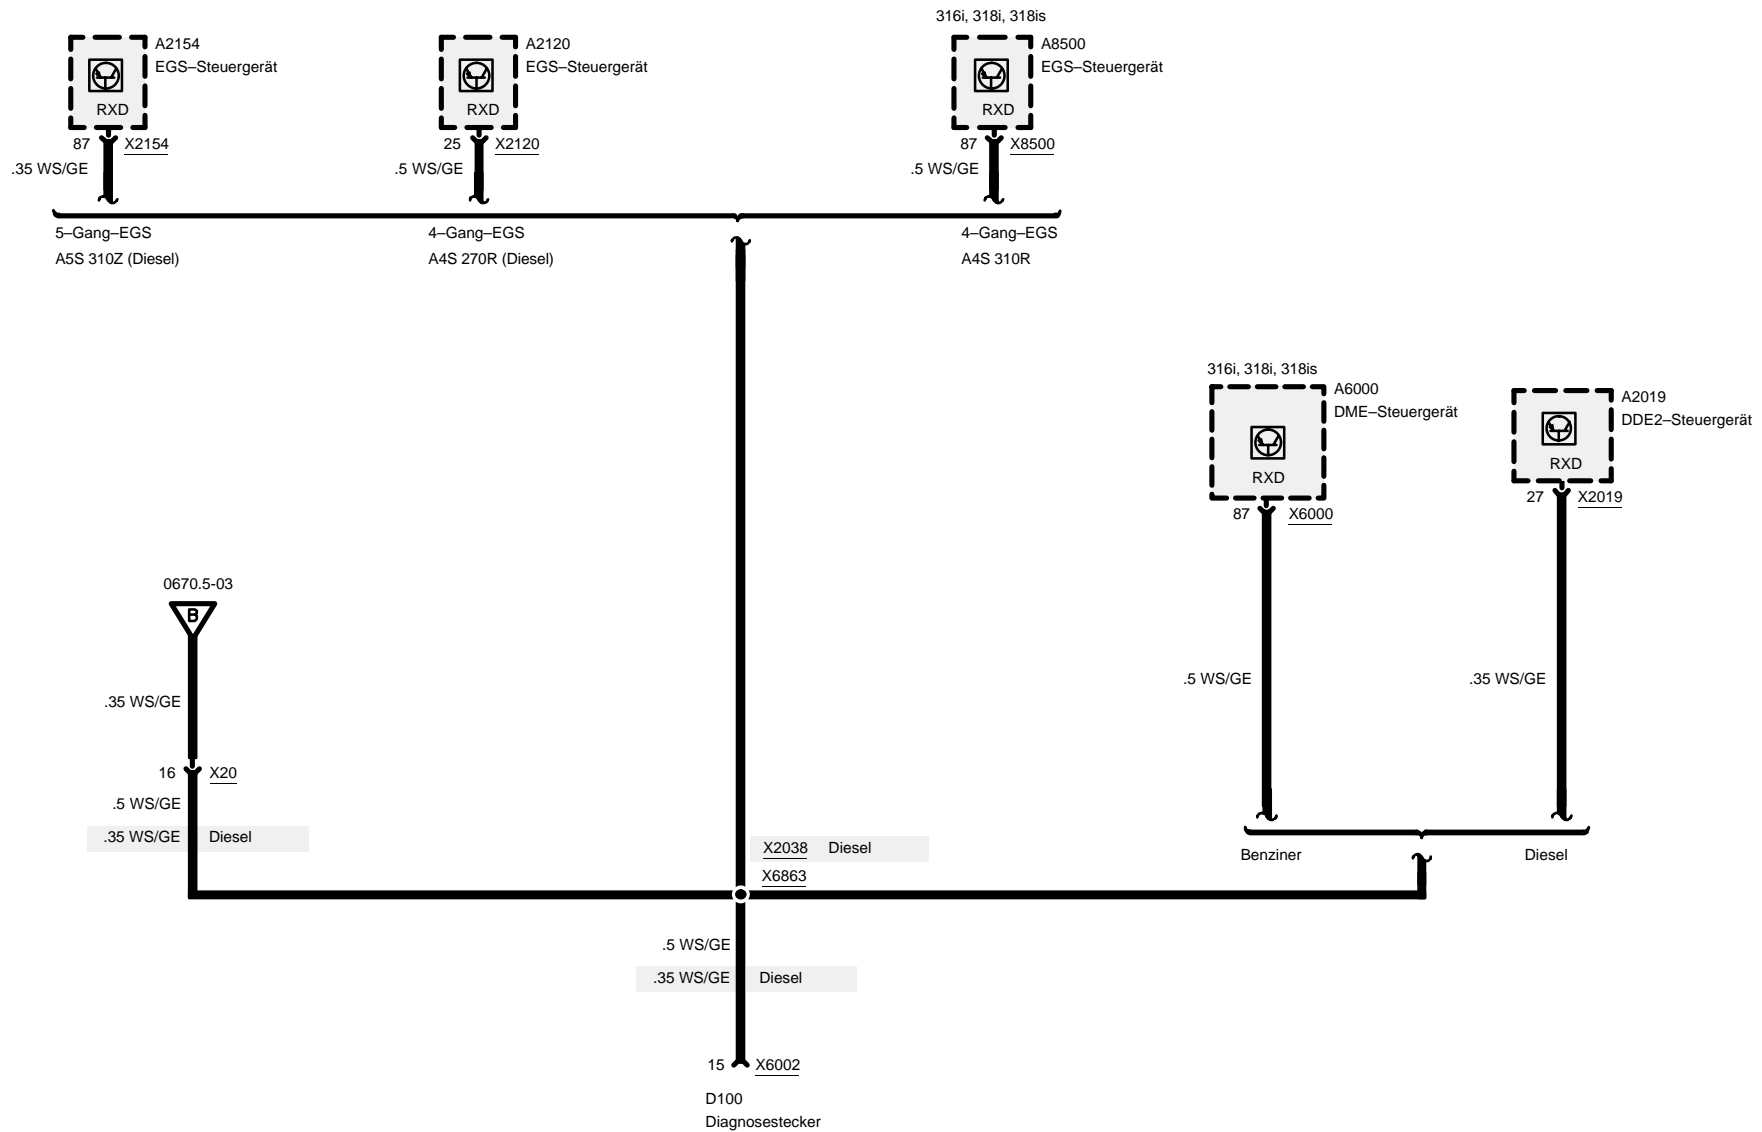 316i, 318i, 318is
A2154
EGS–Steuergerät
RXD
87 X2154
.35 WS/GE
A2120
EGS–Steuergerät
RXD
25 X2120
.5 WS/GE
A8500
EGS–Steuergerät
RXD
87 X8500
.5 WS/GE
5–Gang–EGS
A5S 310Z (Diesel)
4–Gang–EGS
A4S 270R (Diesel)
4–Gang–EGS
A4S 310R
316i, 318i, 318is
A6000
DME–Steuergerät
RXD
87 X6000
A2019
DDE2–Steuergerät
RXD
27 X2019
0670.5-03
B
.35 WS/GE
.5 WS/GE
.35 WS/GE
16 X20
.5 WS/GE
.35 WS/GE Diesel
X2038 Diesel
X6863
Benziner
Diesel
.5 WS/GE
.35 WS/GE Diesel
15 X6002
D100
Diagnosestecker